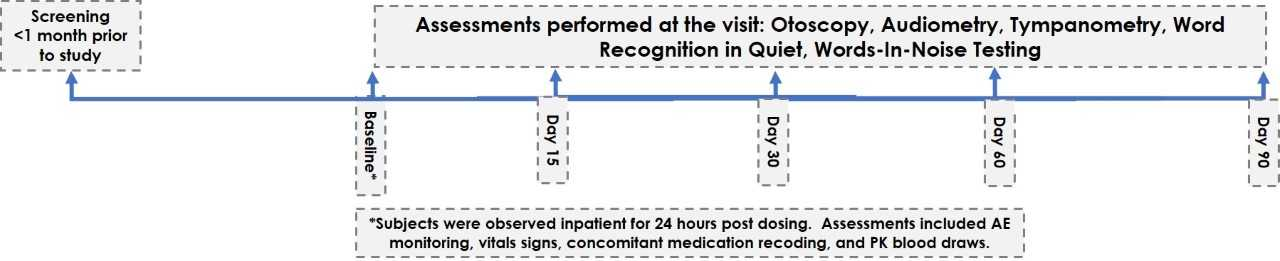 Screening
<1 month prior
to study
Assessments performed at the visit: Otoscopy, Audiometry, Tympanometry, Word
Recognition in Quiet, Words-In-Noise Testing
Baseline*
Day 15
Day 30
Day 60
Day 90
*Subjects were observed inpatient for 24 hours post dosing. Assessments included AE
monitoring, vitals signs, concomitant medication recoding, and PK blood draws.